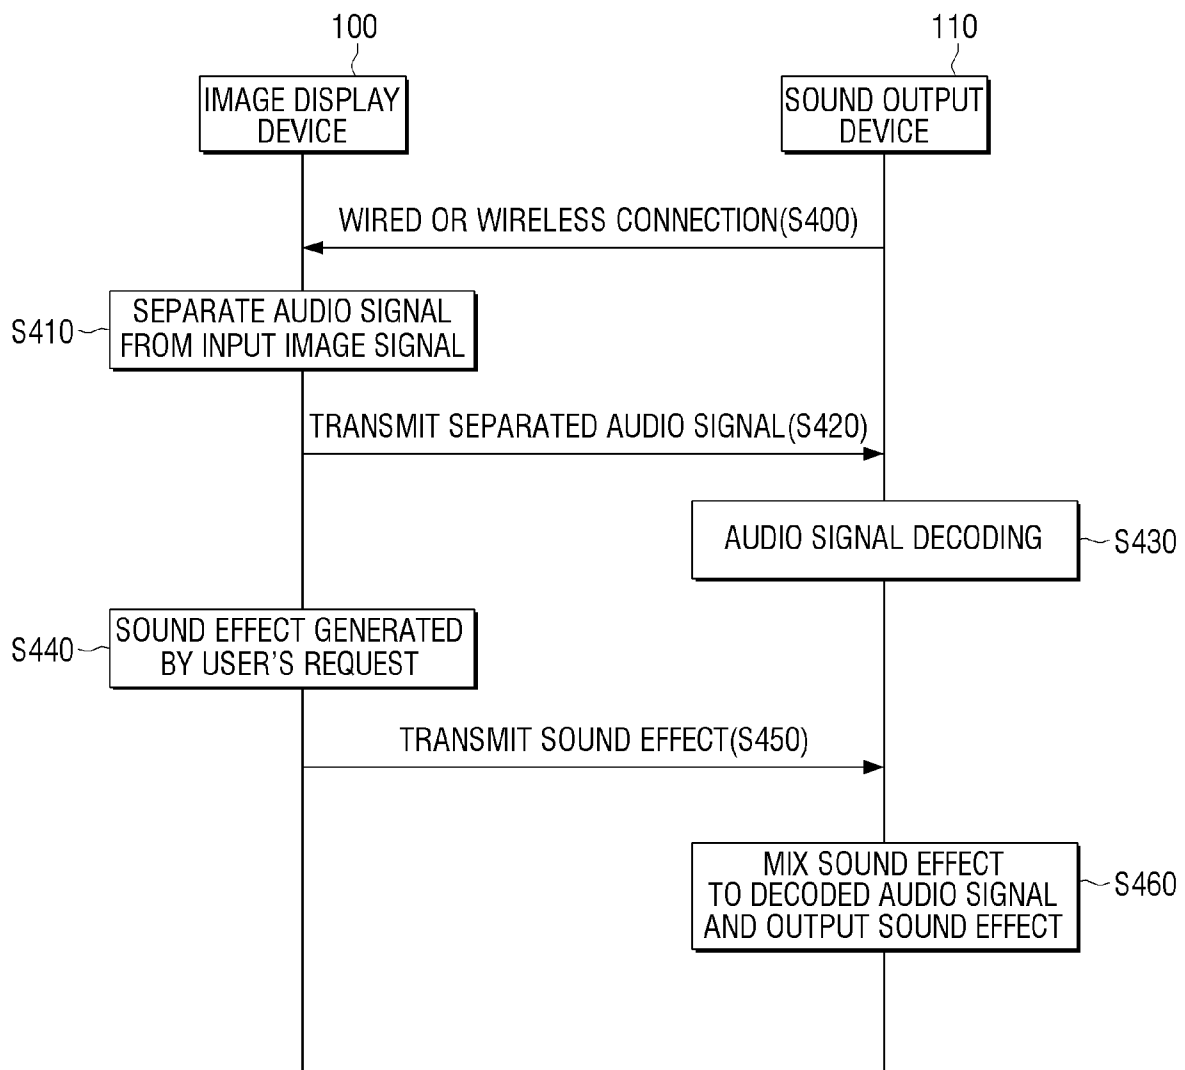 100
110
IMAGE DISPLAY
DEVICE
SOUND OUTPUT
DEVICE
WIRED OR WIRELESS CONNECTION(S400)
S410
SEPARATE AUDIO SIGNAL
FROM INPUT IMAGE SIGNAL
TRANSMIT SEPARATED AUDIO SIGNAL(S420)
AUDIO SIGNAL DECODING
S430
S440
SOUND EFFECT GENERATED
BY USER'S REQUEST
TRANSMIT SOUND EFFECT(S450)
MIX SOUND EFFECT
TO DECODED AUDIO SIGNAL
AND OUTPUT SOUND EFFECT
S460